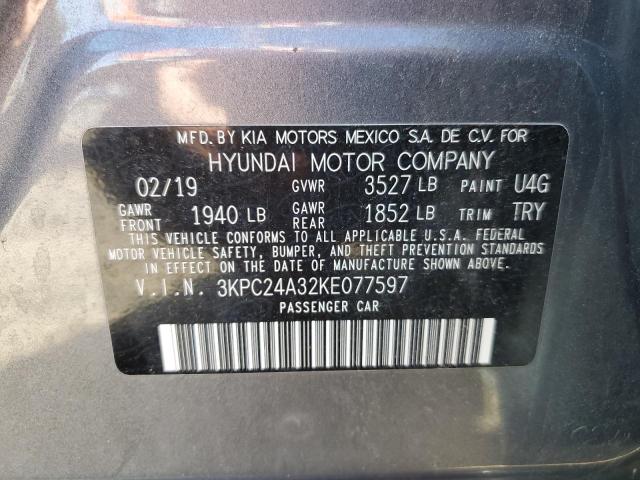 MFD. BY KIA MOTORS MEXICO S.A. DE C.V. FOR
HYUNDAI MOTOR COMPANY
02/19 GVWR 3527 LB PAINT U4G
GAWR FRONT 1940 LB GAWR REAR 1852 LB TRIM TRY
THIS VEHICLE CONFORMS TO ALL APPLICABLE U.S.A. FEDERAL
MOTOR VEHICLE SAFETY, BUMPER, AND THEFT PREVENTION STANDARDS
IN EFFECT ON THE DATE OF MANUFACTURE SHOWN ABOVE.
V.I.N. 3KPC24A32KE077597
PASSENGER CAR